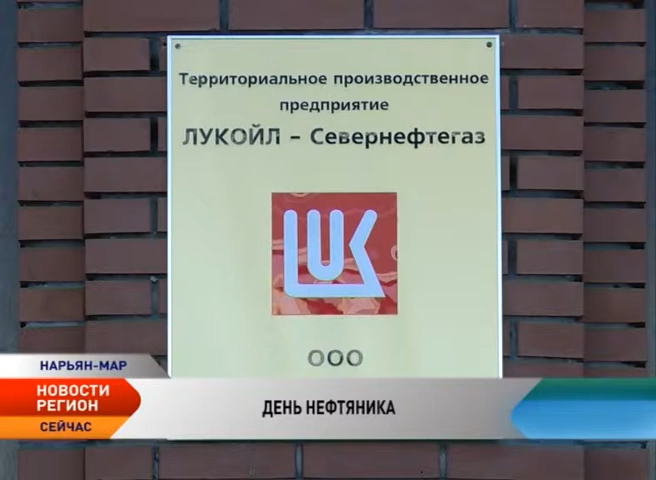 Территориальное производственное
предприятие
ЛУКОЙЛ – Севернефтегаз
LUK
ООО
НАРЬЯН-МАР
НОВОСТИ
РЕГИОН
СЕЙЧАС
ДЕНЬ НЕФТЯНИКА